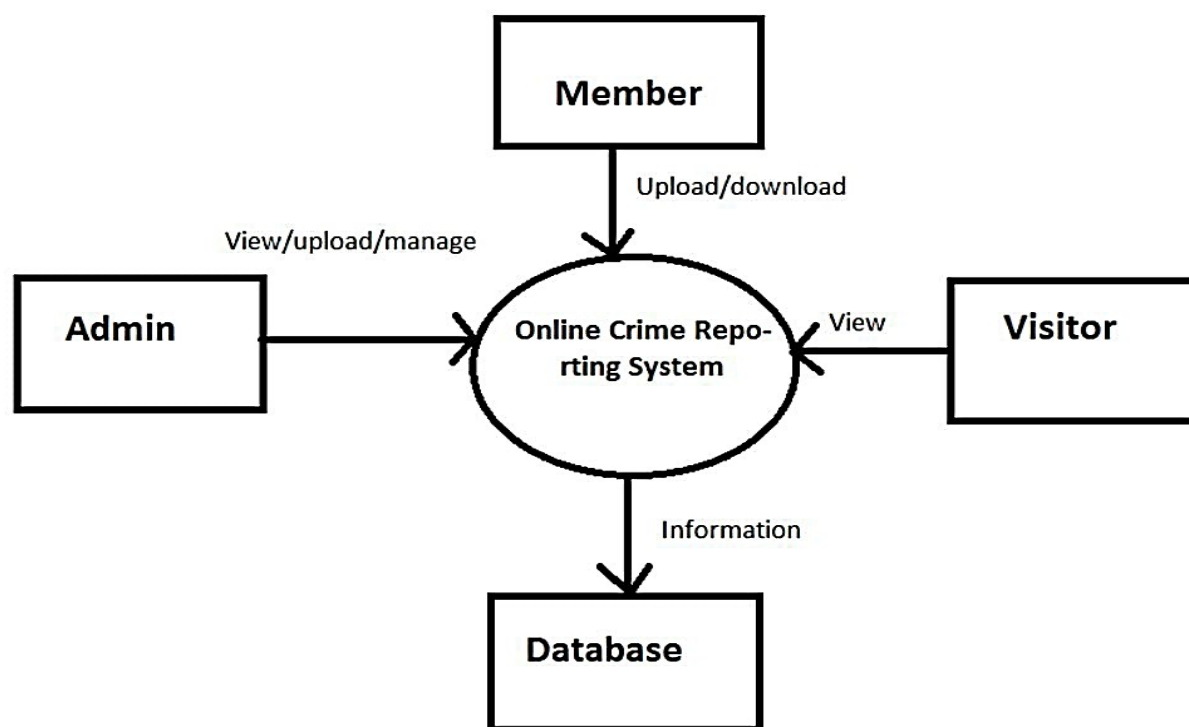 Member
Upload/download
View/upload/manage
Admin
Online Crime Repo-
rting System
View
Visitor
Information
Database